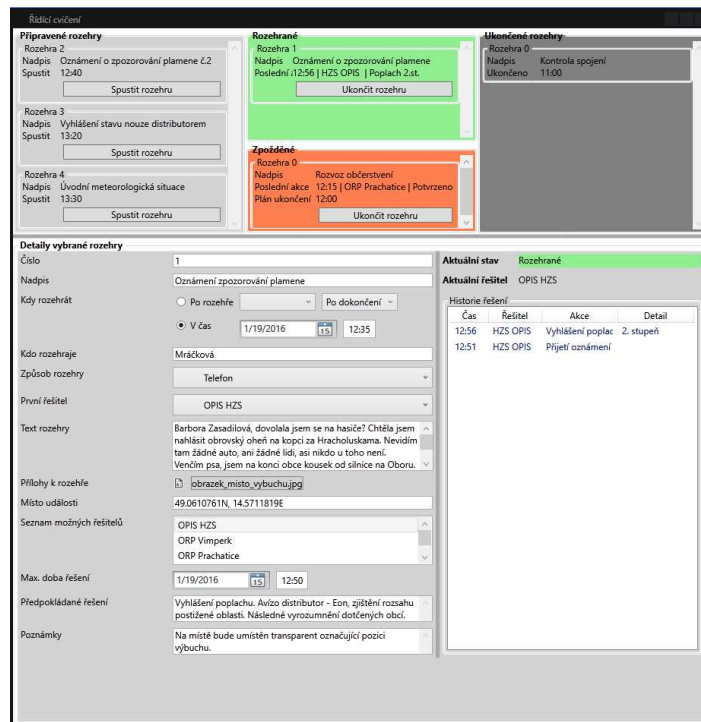 Řídící cvičení
Připravené rozehry
Rozehra 2
Nadpis Oznámení o zpozorování plamene č.2
Spustit 12:40
Spustit rozehru
Rozehra 3
Nadpis Vyhlášení stavu nouze distributorem
Spustit 13:20
Spustit rozehru
Rozehra 4
Nadpis Úvodní meteorologická situace
Spustit 13:30
Spustit rozehru
Rozehrané
Rozehra 1
Nadpis Oznámení o zpozorování plamene
Poslední 12:56 | HZS OPIS | Poplach 2.st.
Ukončit rozehru
Zpožděné
Rozehra 0
Nadpis Rozvoz občerstvení
Poslední akce 12:15 | ORP Prachatice | Potvrzeno
Plán ukončení 12:00
Ukončit rozehru
Ukončené rozehry
Rozehra 0
Nadpis Kontrola spojení
Ukončeno 11:00
Detaily vybrané rozehry
Číslo 1
Nadpis Oznámení zpozorování plamene
Kdy rozehrát Po rozehře Po dokončení
V čas 1/19/2016 15 12:35
Kdo rozehraje Mráčková
Způsob rozehry Telefon
První řešitel OPIS HZS
Text rozehry Barbora Zasadilová, dovolala jsem se na hasiče? Chtěla jsem
nahlásit obrovský oheň na kopci za Hracholuskama. Nevidím
tam žádné auto, ani žádné lidi, asi nikdo u toho není.
Venčím psa, jsem na konci obce kousek od silnice na Oboru.
Přílohy k rozehře obrazek_misto_vybuchu.jpg
Místo události 49.0610761N, 14.5711819E
Seznam možných řešitelů OPIS HZS
ORP Vimperk
ORP Prachatice
Max. doba řešení 1/19/2016 15 12:50
Předpokládané řešení Vyhlášení poplachu. Avízo distributor - Eon, zjištění rozsahu
postižené oblasti. Následné vyrozumnění dotčených obcí.
Poznámky Na místě bude umístěn transparent označující pozici
výbuchu.
Aktuální stav Rozehrané
Aktuální řešitel OPIS HZS
Historie řešení
Čas Řešitel Akce Detail
12:56 HZS OPIS Vyhlášení poplac 2. stupeň
12:51 HZS OPIS Přijetí oznámení